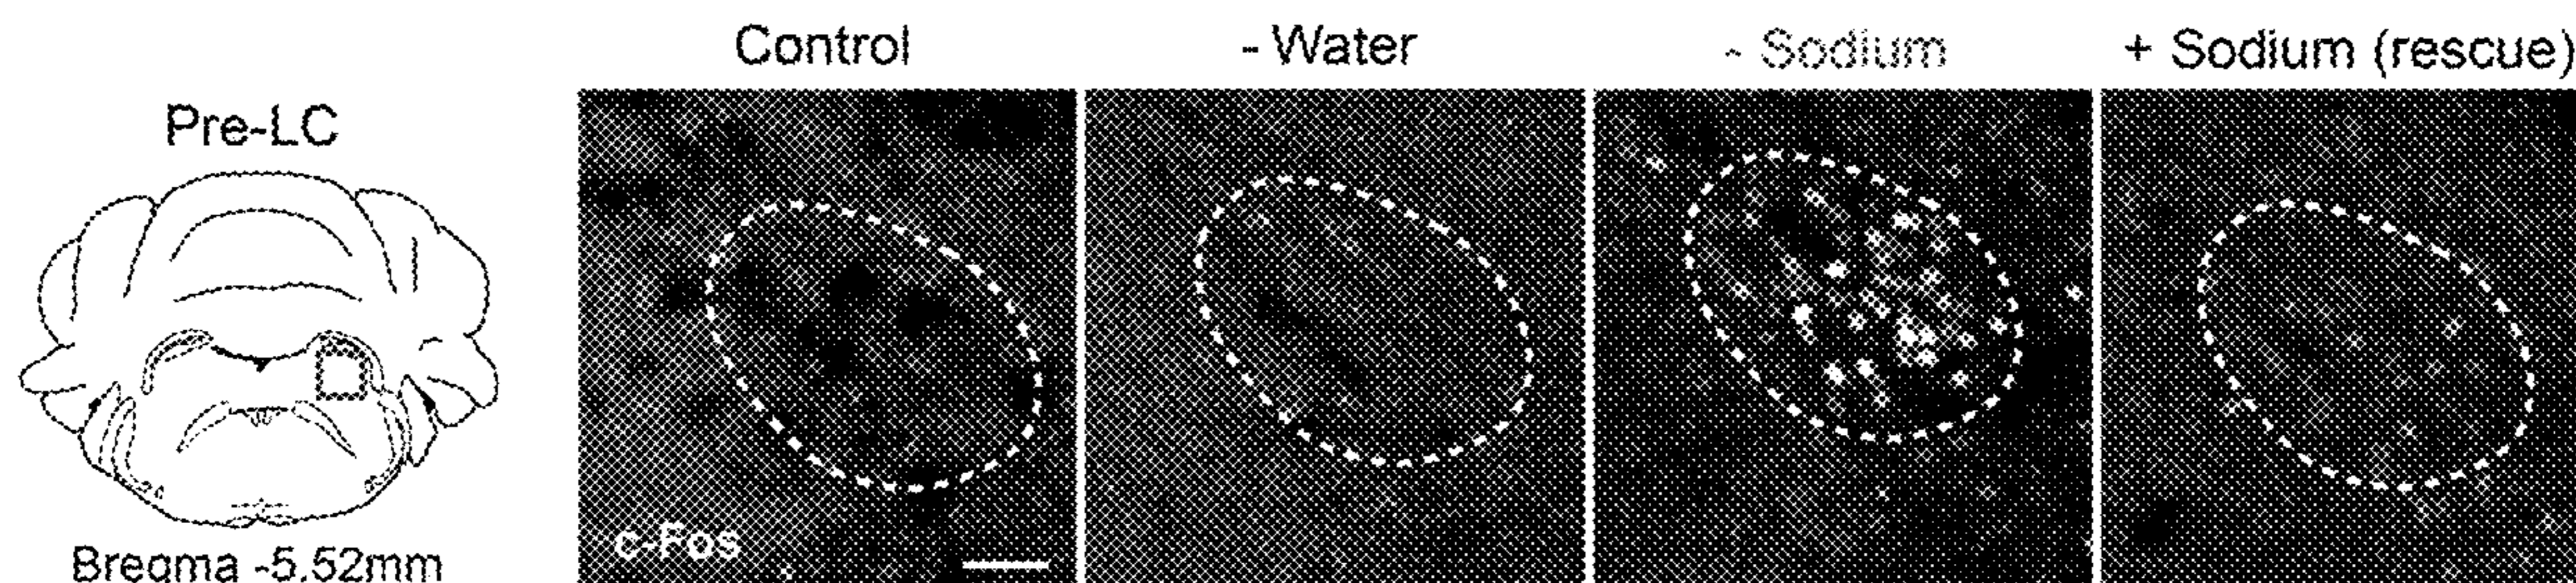 Control
- Water
- Sodium
+ Sodium (rescue)
Pre-LC
c-Fos
Bregma -5.52mm